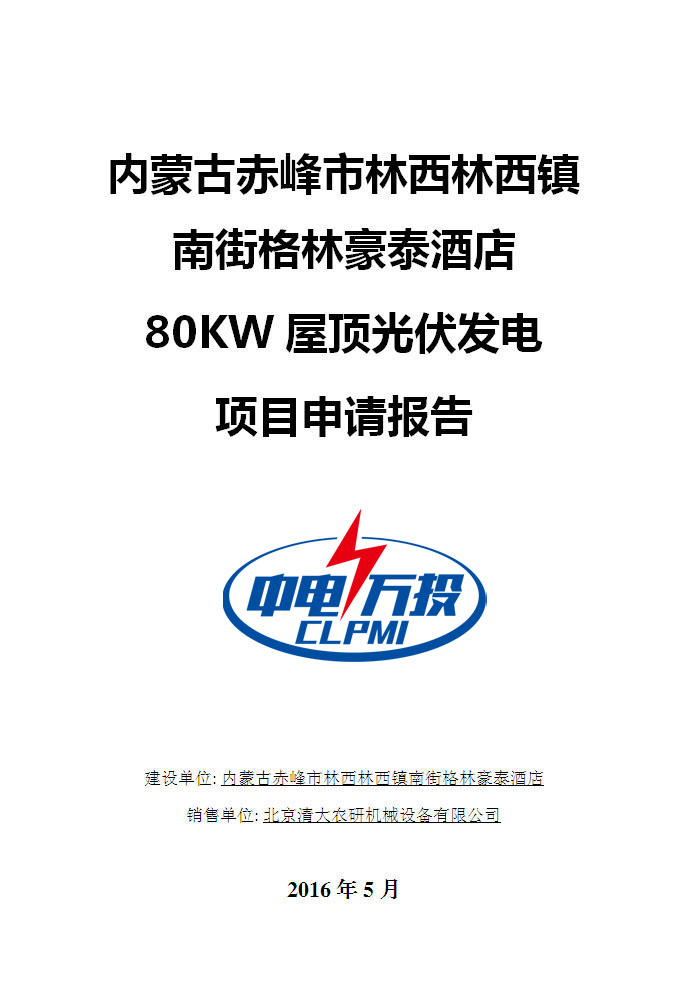 内蒙古赤峰市林西林西镇
南街格林豪泰酒店
80KW 屋顶光伏发电
项目申请报告
中电万投
CLPMI
建设单位: 内蒙古赤峰市林西林西镇南街格林豪泰酒店
销售单位: 北京清大农研机械设备有限公司
2016 年 5 月